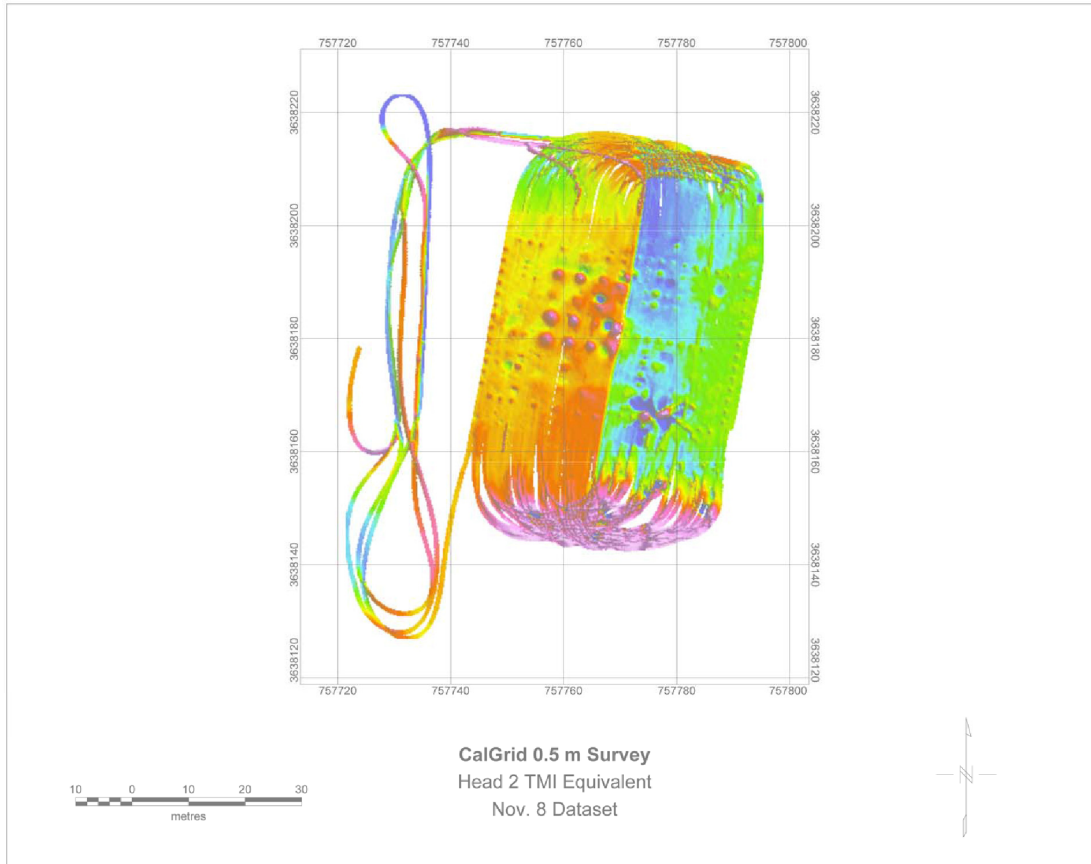 757720 757740 757760 757780 757800
3638220 3638220
3638200 3638200
3638180 3638180
3638160 3638160
3638140 3638140
3638120 3638120
757720 757740 757760 757780 757800
CalGrid 0.5 m Survey
Head 2 TMI Equivalent
Nov. 8 Dataset
10 0 10 20 30
metres
N